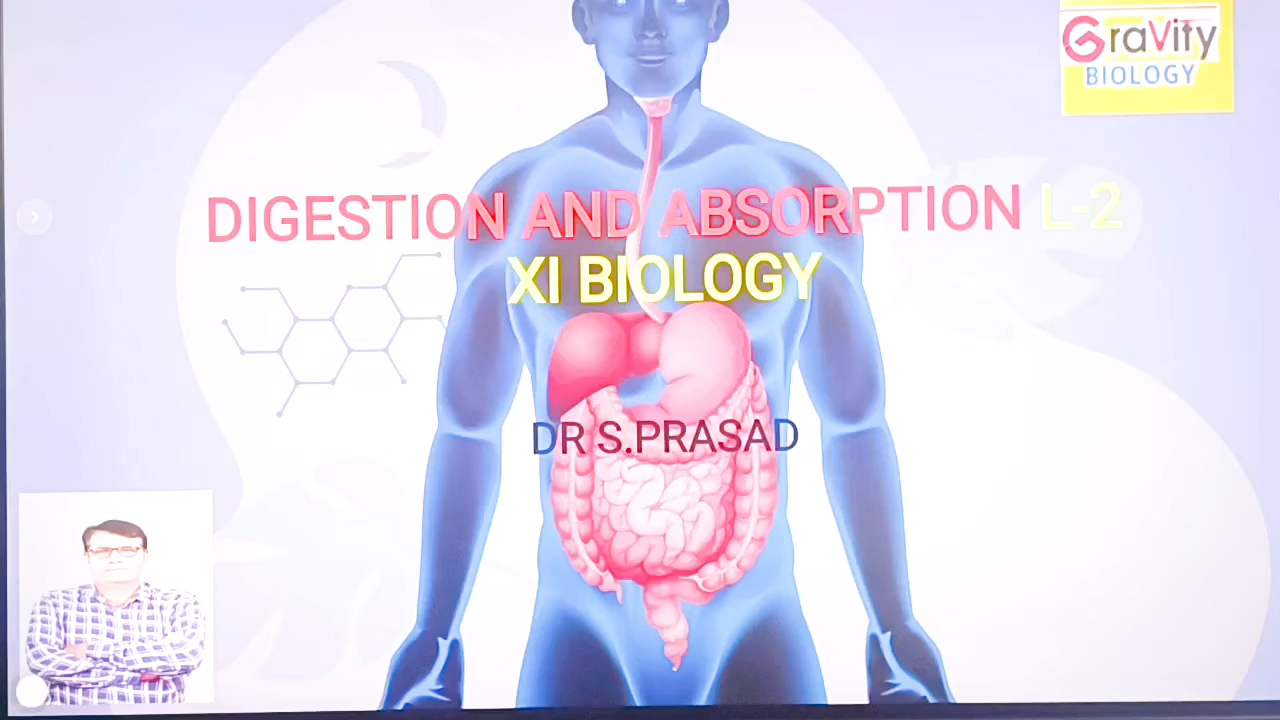 GraVity
BIOLOGY
DIGESTION AND ABSORPTION L-2
XI BIOLOGY
DR S.PRASAD